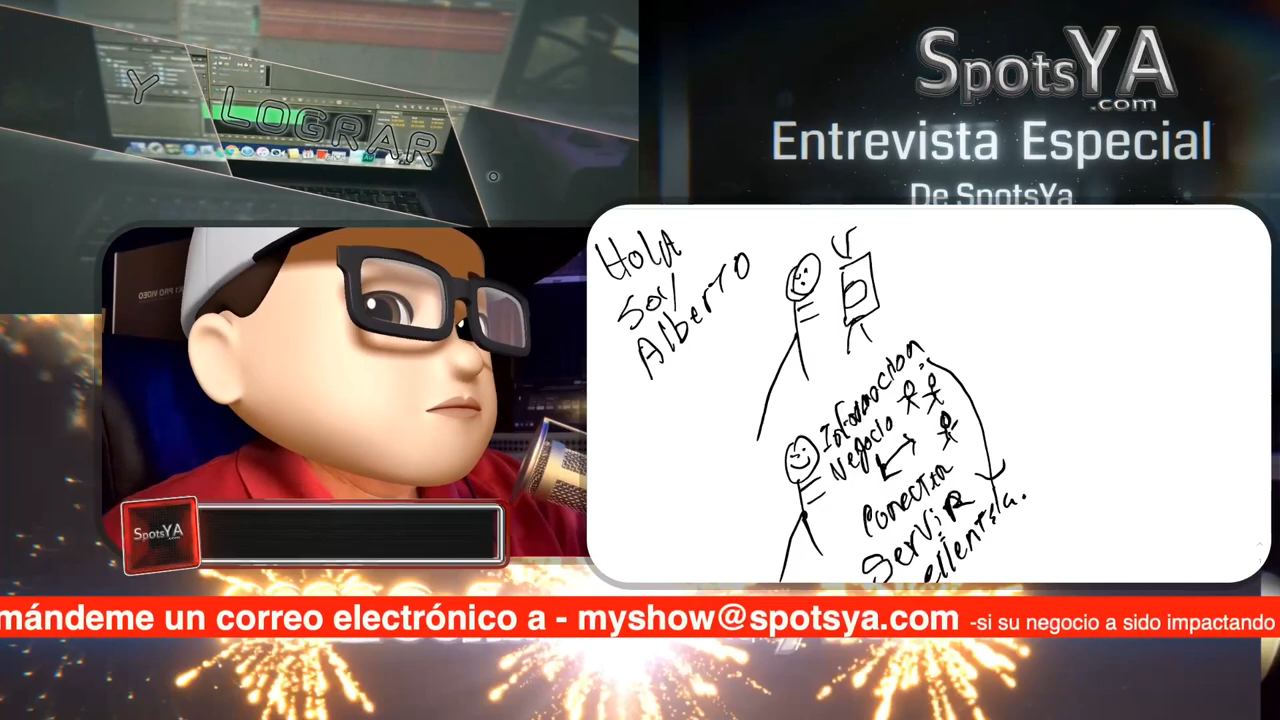 Y LOGRAR
SpotsYA
.com
Entrevista Especial
De SpotsYa
HOLA
Soy
AlberTO
Informacion
Negocio
Conectar
ServiR
SpotsYA
mándeme un correo electrónico a - myshow@spotsya.com -si su negocio a sido impactando